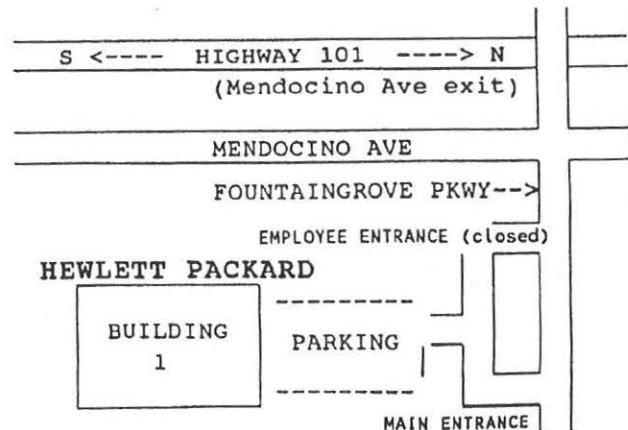 S <---- HIGHWAY 101 ----> N
(Mendocino Ave exit)
MENDOCINO AVE
FOUNTAINGROVE PKWY-->
EMPLOYEE ENTRANCE (closed)
HEWLETT PACKARD
BUILDING
1
PARKING
MAIN ENTRANCE